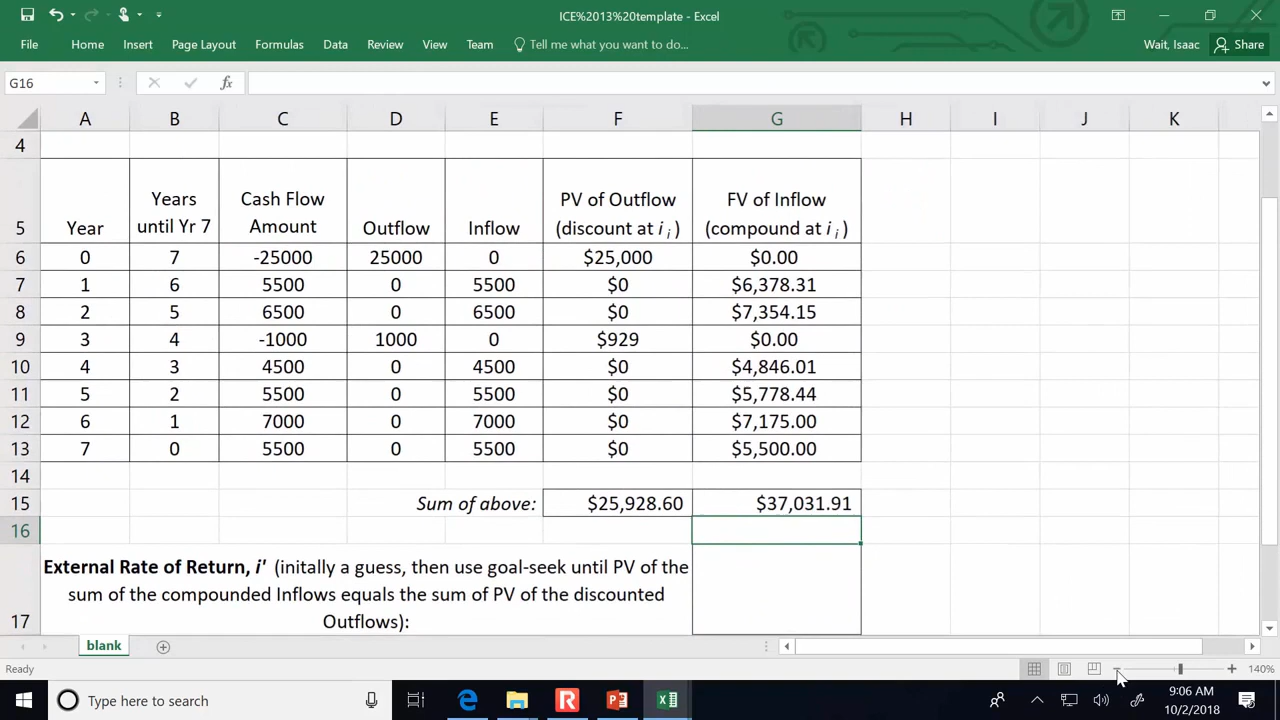 ICE%2013%20template - Excel
File Home Insert Page Layout Formulas Data Review View Team Tell me what you want to do... Wait, Isaac Share
G16 fx
A B C D E F G H I J K
4
Years Cash Flow PV of Outflow FV of Inflow
5 Year until Yr 7 Amount Outflow Inflow (discount at i i ) (compound at i i )
6 0 7 -25000 25000 0 $25,000 $0.00
7 1 6 5500 0 5500 $0 $6,378.31
8 2 5 6500 0 6500 $0 $7,354.15
9 3 4 -1000 1000 0 $929 $0.00
10 4 3 4500 0 4500 $0 $4,846.01
11 5 2 5500 0 5500 $0 $5,778.44
12 6 1 7000 0 7000 $0 $7,175.00
13 7 0 5500 0 5500 $0 $5,500.00
14
15 Sum of above: $25,928.60 $37,031.91
16
External Rate of Return, i' (initally a guess, then use goal-seek until PV of the
sum of the compounded Inflows equals the sum of PV of the discounted
17 Outflows):
blank
Ready 140%
Type here to search 9:06 AM
10/2/2018